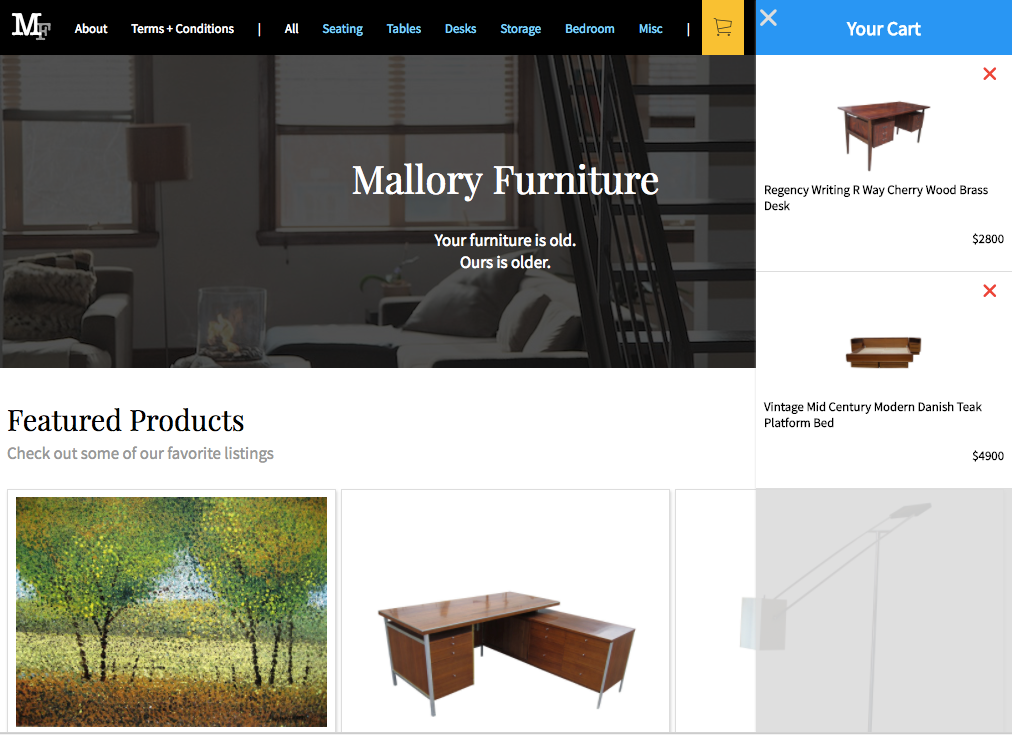 MF
About
Terms + Conditions
|
All
Seating
Tables
Desks
Storage
Bedroom
Misc
|
Your Cart
Mallory Furniture
Your furniture is old.
Ours is older.
Regency Writing R Way Cherry Wood Brass
Desk
$2800
Vintage Mid Century Modern Danish Teak
Platform Bed
$4900
Featured Products
Check out some of our favorite listings